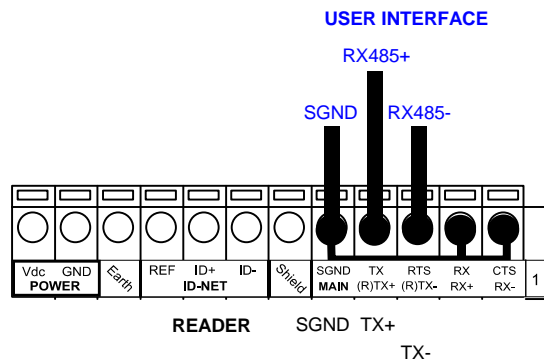 USER INTERFACE
RX485+
SGND RX485-
Vdc GND Earth REF ID+ ID- Shield SGND TX RTS RX CTS 1
POWER ID-NET MAIN (R)TX+ (R)TX- RX+ RX-
READER SGND TX+
TX-